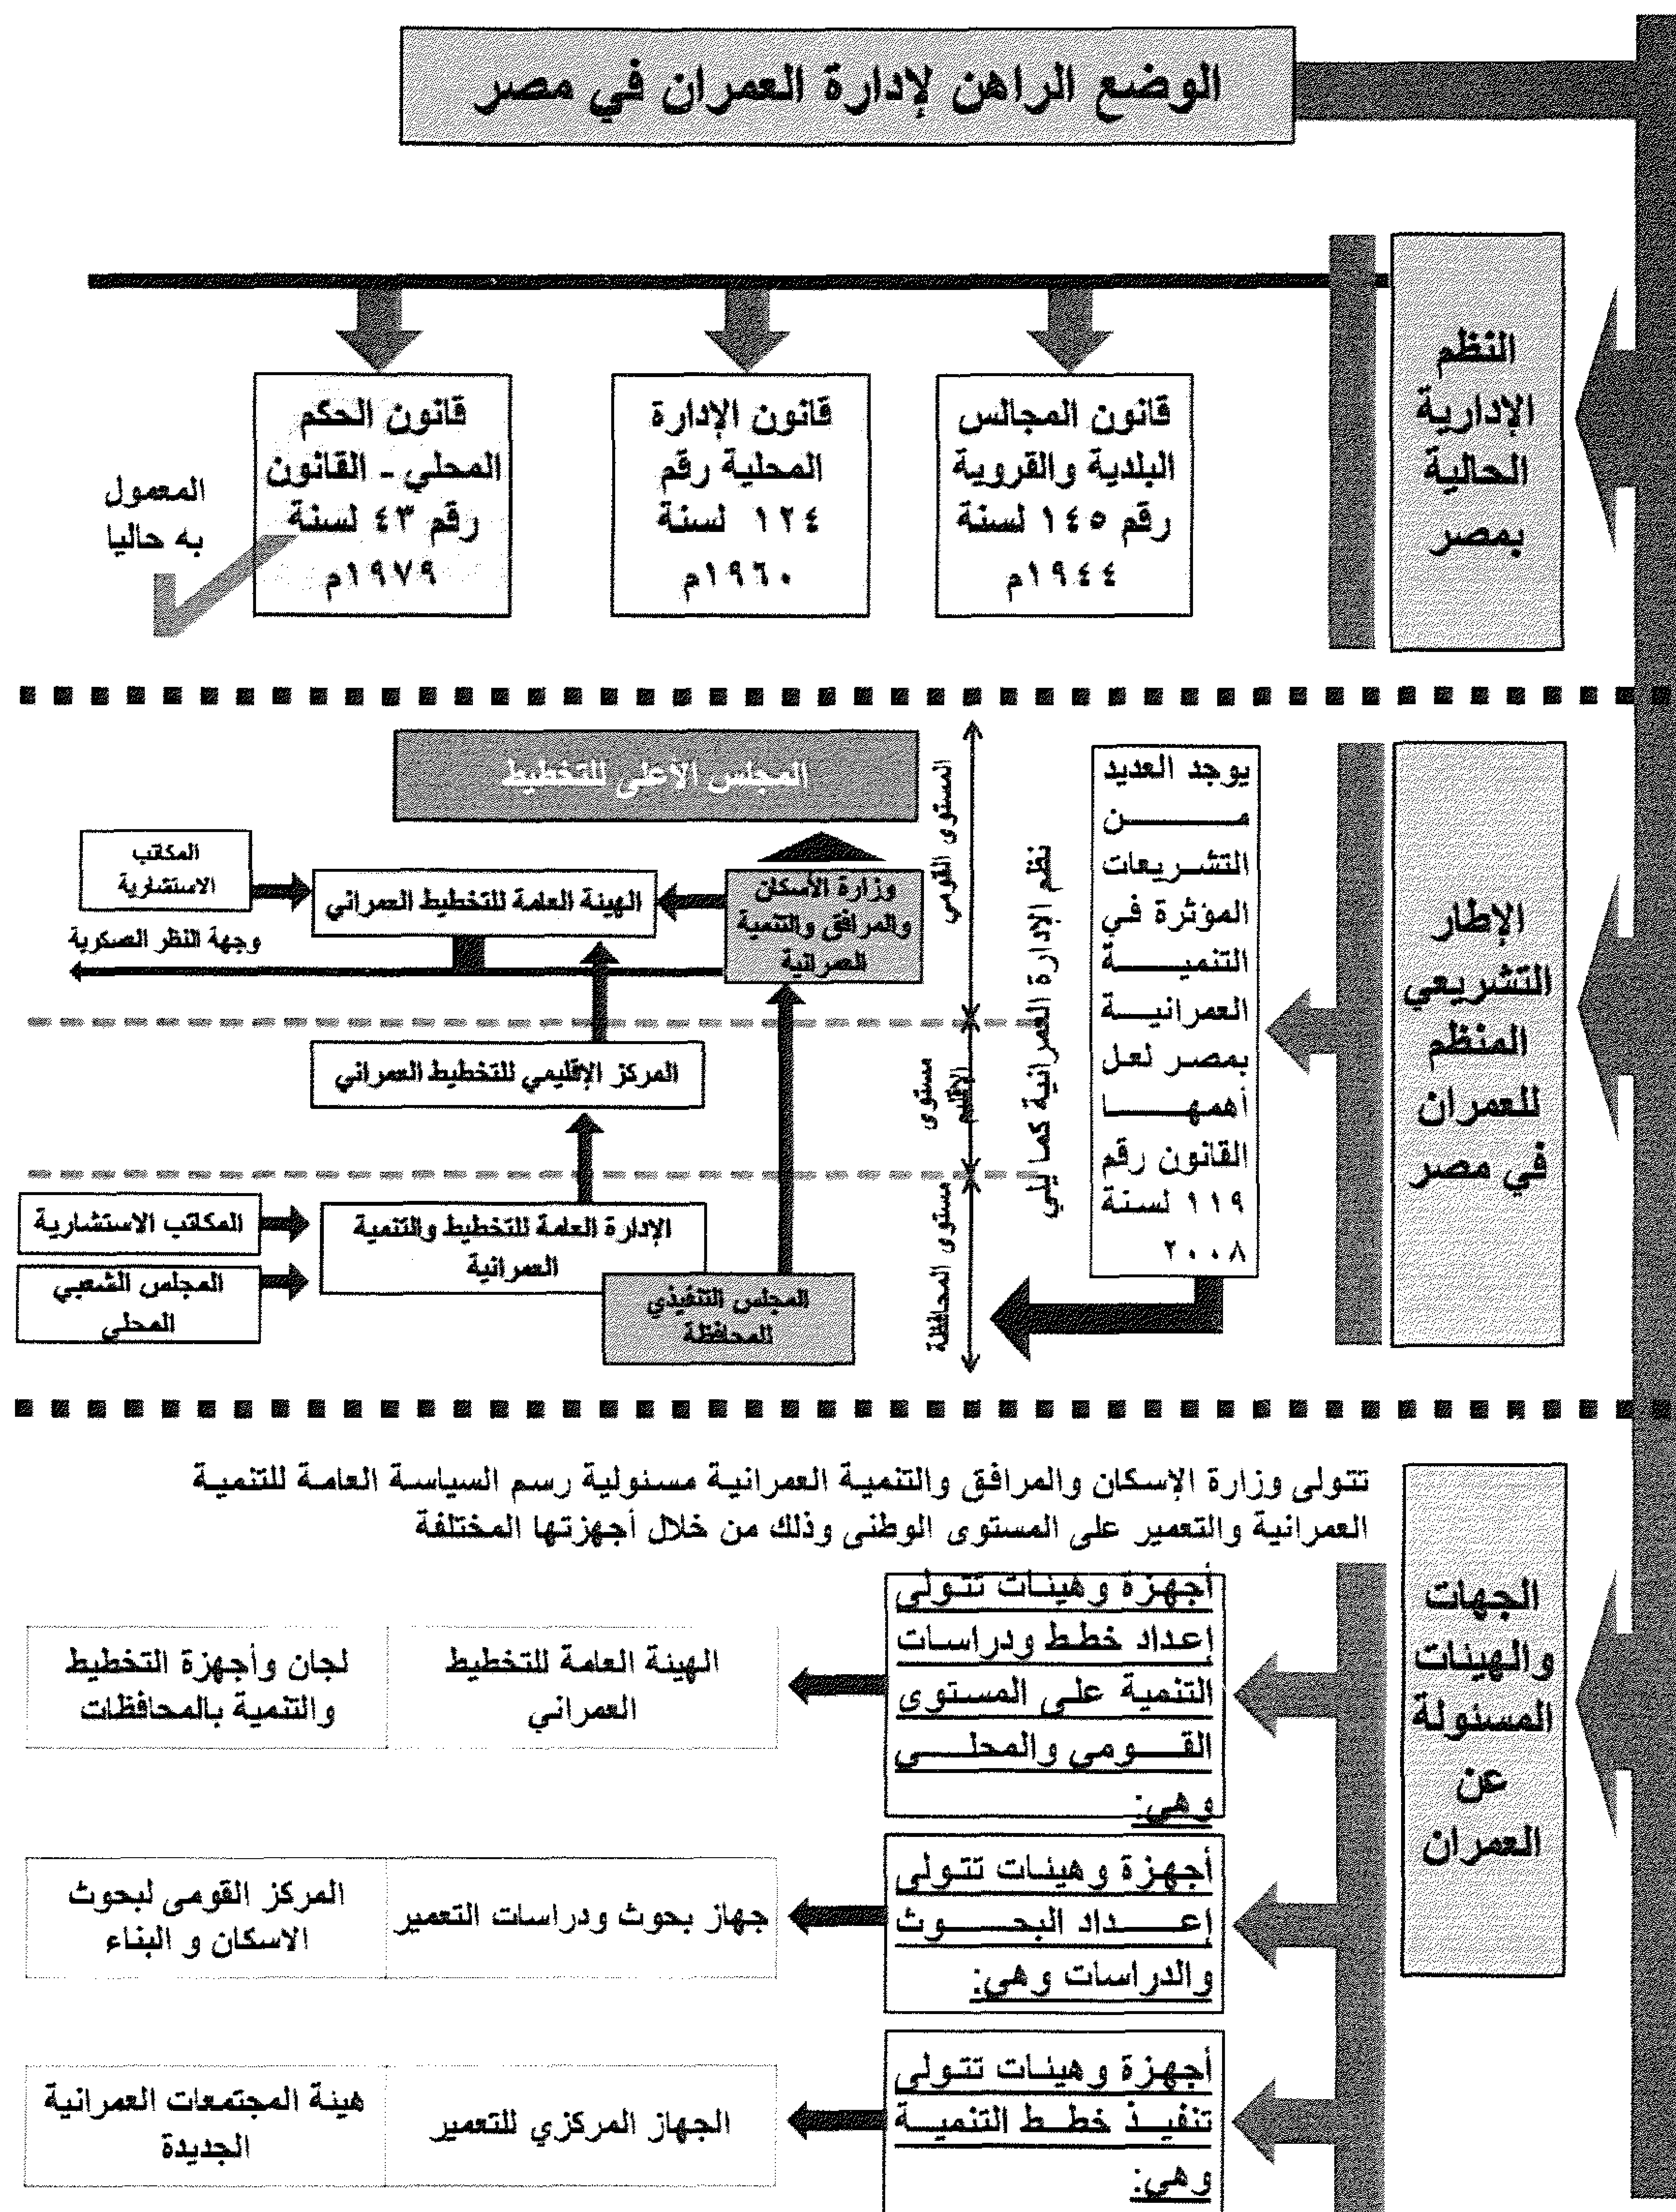 الوضع الراهن لإدارة العمران في مصر
النظم
الإدارية
الحالية
بمصر
قانون المجالس
البلدية والقروية
رقم ١٤٥ لسنة
١٩٤٤م
قانون الإدارة
المحلية رقم
١٢٤ لسنة
١٩٦٠م
قانون الحكم
المحلي - القانون
رقم ٤٣ لسنة
١٩٧٩م
المعمول
به حاليا
الإطار
التشريعي
المنظم
للعمران
في مصر
يوجد العديد
من
التشريعات
المؤثرة في
التنمية
العمرانية
بمصر لعل
أهمها
القانون رقم
١١٩ لسنة
٢٠٠٨
نظم الإدارة العمرانية كما يلي
المستوى القومي
مستوى
الإقليم
مستوى المحافظة
المجلس الاعلى للتخطيط
وزارة الأسكان
والمرافق والتنمية
العمرانية
الهيئة العامة للتخطيط العمراني
المكاتب
الاستشارية
وجهة النظر العسكرية
المركز الإقليمي للتخطيط العمراني
الإدارة العامة للتخطيط والتنمية
العمرانية
المكاتب الاستشارية
المجلس الشعبي
المحلي
المجلس التنفيذي
للمحافظة
الجهات
والهيئات
المسئولة
عن
العمران
تتولى وزارة الإسكان والمرافق والتنمية العمرانية مسئولية رسم السياسة العامة للتنمية
العمرانية والتعمير على المستوى الوطنى وذلك من خلال أجهزتها المختلفة
أجهزة وهيئات تتولى
إعداد خطط ودراسات
التنمية على المستوى
القومى والمحلى
وهي:
الهيئة العامة للتخطيط
العمراني
لجان وأجهزة التخطيط
والتنمية بالمحافظات
أجهزة وهيئات تتولى
إعداد البحوث
والدراسات وهي:
جهاز بحوث ودراسات التعمير
المركز القومى لبحوث
الاسكان و البناء
أجهزة وهيئات تتولى
تنفيذ خطط التنمية
وهي:
الجهاز المركزي للتعمير
هيئة المجتمعات العمرانية
الجديدة